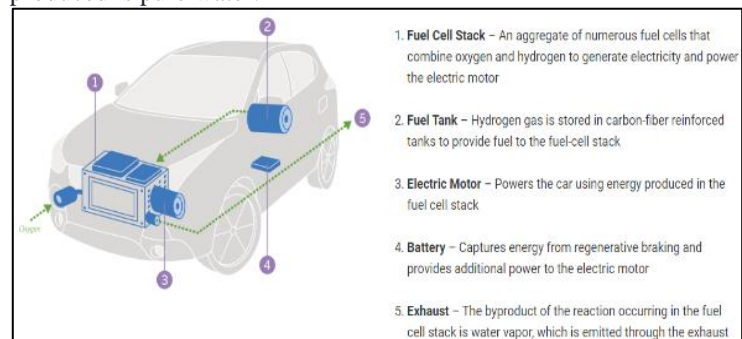 1
2
3
4
5
Oxygen
1. Fuel Cell Stack – An aggregate of numerous fuel cells that
combine oxygen and hydrogen to generate electricity and power
the electric motor
2. Fuel Tank – Hydrogen gas is stored in carbon-fiber reinforced
tanks to provide fuel to the fuel-cell stack
3. Electric Motor – Powers the car using energy produced in the
fuel cell stack
4. Battery – Captures energy from regenerative braking and
provides additional power to the electric motor
5. Exhaust – The byproduct of the reaction occurring in the fuel
cell stack is water vapor, which is emitted through the exhaust